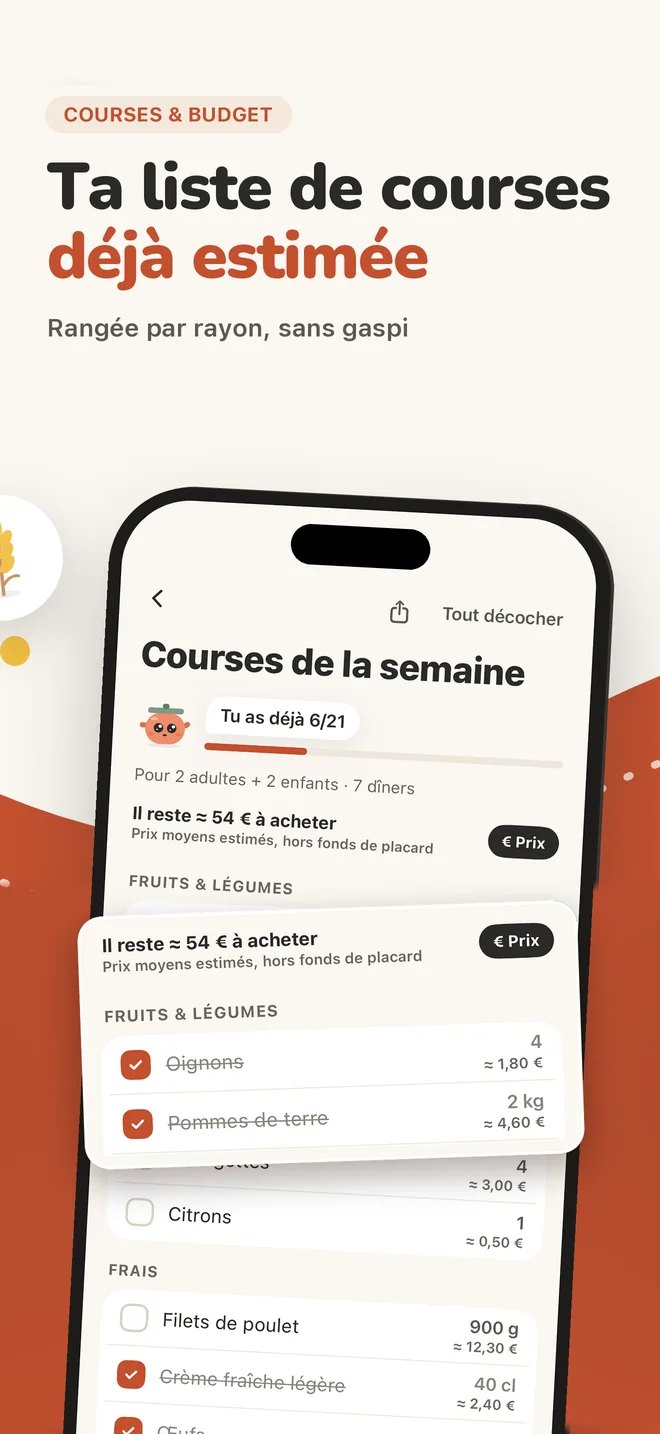 COURSES & BUDGET
Ta liste de courses
déjà estimée
Rangée par rayon, sans gaspi
Tout décocher
Courses de la semaine
Tu as déjà 6/21
Pour 2 adultes + 2 enfants · 7 dîners
Il reste ≈ 54 € à acheter
Prix moyens estimés, hors fonds de placard
€ Prix
FRUITS & LÉGUMES
Il reste ≈ 54 € à acheter
Prix moyens estimés, hors fonds de placard
€ Prix
FRUITS & LÉGUMES
Oignons
4
≈ 1,80 €
Pommes de terre
2 kg
≈ 4,60 €
4
≈ 3,00 €
Citrons
1
≈ 0,50 €
FRAIS
Filets de poulet
900 g
≈ 12,30 €
Crème fraîche légère
40 cl
≈ 2,40 €
Œufs